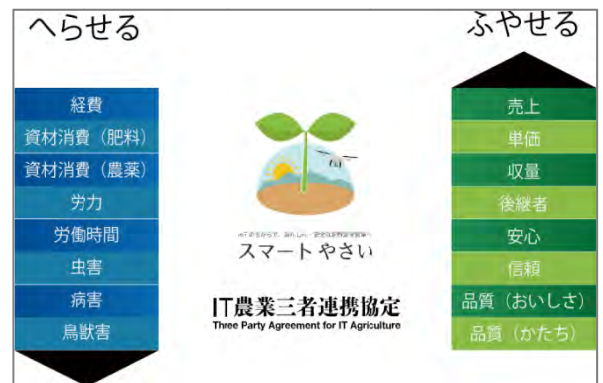 へらせる
経費
資材消費（肥料）
資材消費（農薬）
労力
労働時間
虫害
病害
鳥獣害
スマートやさい
IT農業三者連携協定
Three Party Agreement for IT Agriculture
ふやせる
売上
単価
収量
後継者
安心
信頼
品質（おいしさ）
品質（かたち）